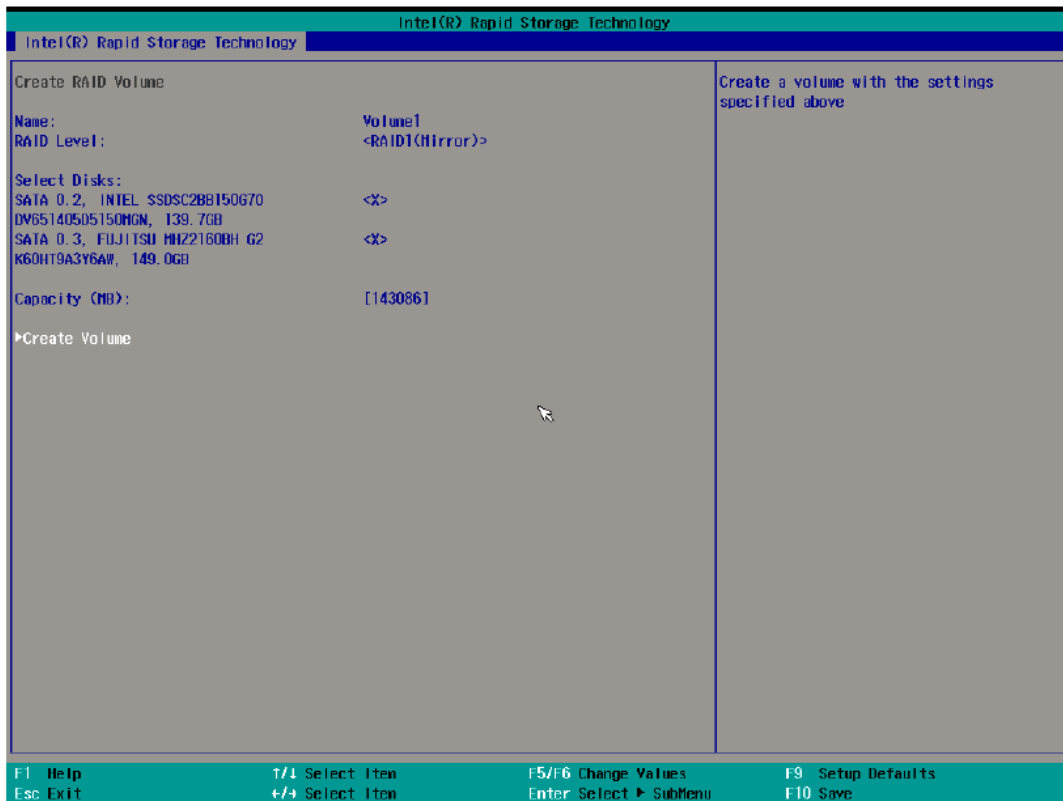 Intel(R) Rapid Storage Technology
Intel(R) Rapid Storage Technology
Create RAID Volume
Name: Volume1
RAID Level: <RAID1(Mirror)>
Select Disks:
SATA 0.2, INTEL SSDSC2BB150G70 <X>
DV651405D5150MGN, 139.7GB
SATA 0.3, FUJITSU MHZ2160BH G2 <X>
K60HT9A3Y6AW, 149.0GB
Capacity (MB): [143086]
▶Create Volume
Create a volume with the settings
specified above
F1 Help ↑/↓ Select Item F5/F6 Change Values F9 Setup Defaults
Esc Exit ←/→ Select Item Enter Select ▶ SubMenu F10 Save